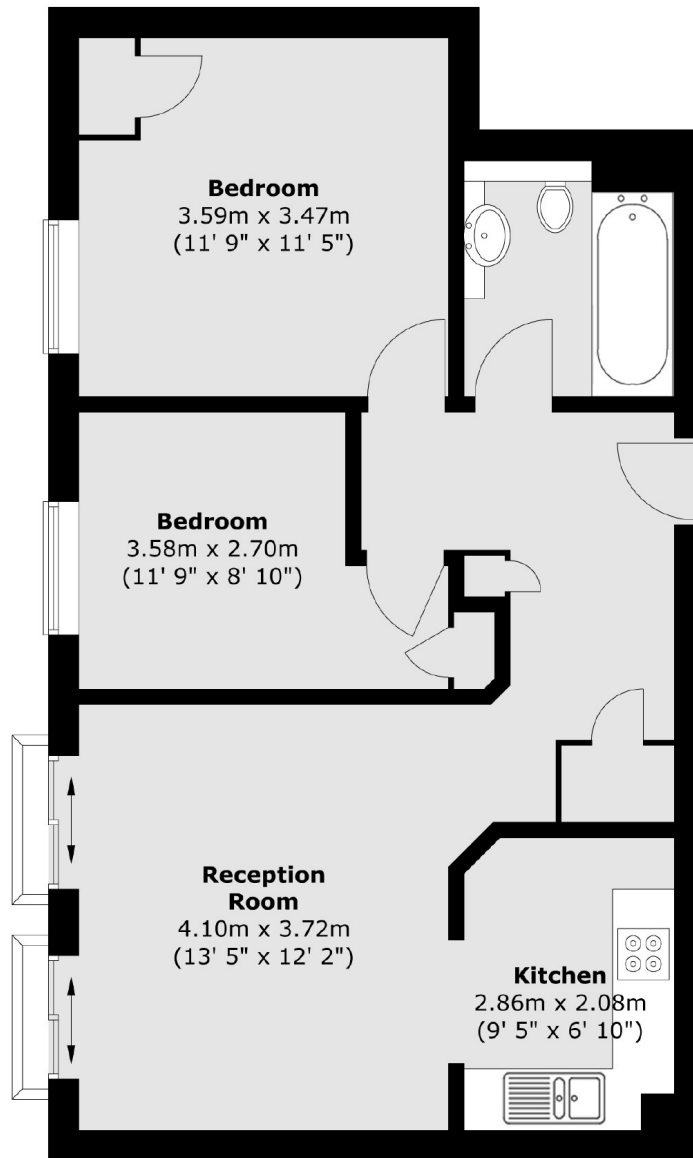 Bedroom
3.59m x 3.47m
(11' 9" x 11' 5")
Bedroom
3.58m x 2.70m
(11' 9" x 8' 10")
Reception
Room
4.10m x 3.72m
(13' 5" x 12' 2")
Kitchen
2.86m x 2.08m
(9' 5" x 6' 10")